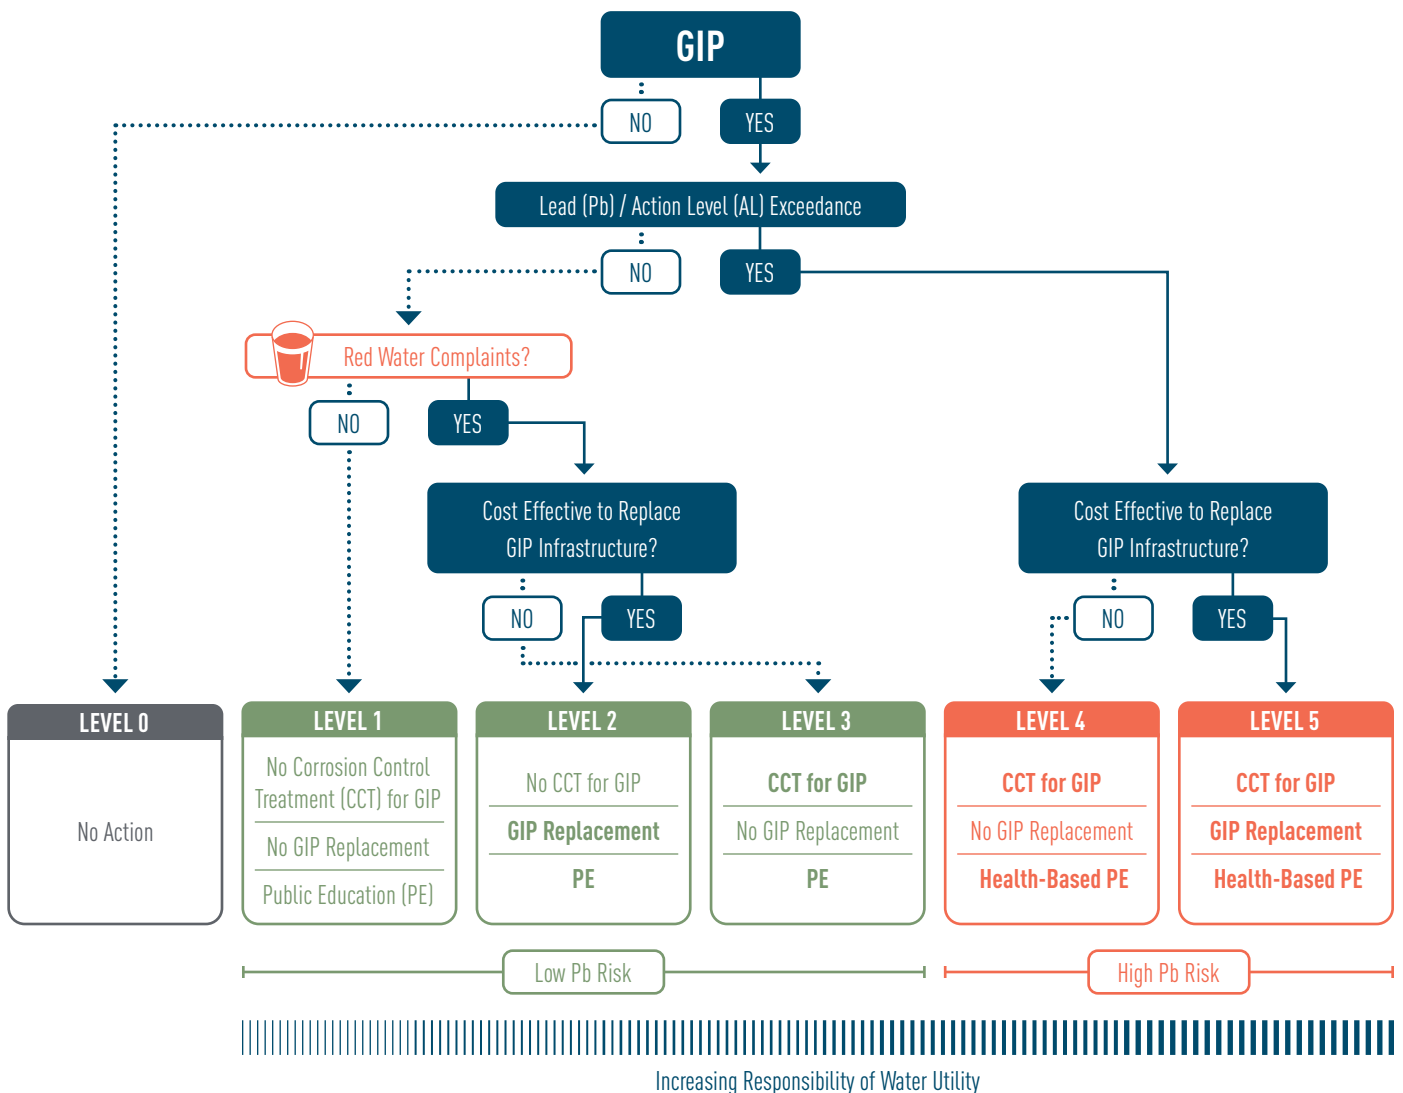 GIP
NO
YES
Lead (Pb) / Action Level (AL) Exceedance
NO
YES
Red Water Complaints?
NO
YES
Cost Effective to Replace
GIP Infrastructure?
NO
YES
Cost Effective to Replace
GIP Infrastructure?
NO
YES
LEVEL 0
No Action
LEVEL 1
No Corrosion Control
Treatment (CCT) for GIP
No GIP Replacement
Public Education (PE)
LEVEL 2
No CCT for GIP
GIP Replacement
PE
LEVEL 3
CCT for GIP
No GIP Replacement
PE
LEVEL 4
CCT for GIP
No GIP Replacement
Health-Based PE
LEVEL 5
CCT for GIP
GIP Replacement
Health-Based PE
Low Pb Risk
High Pb Risk
Increasing Responsibility of Water Utility